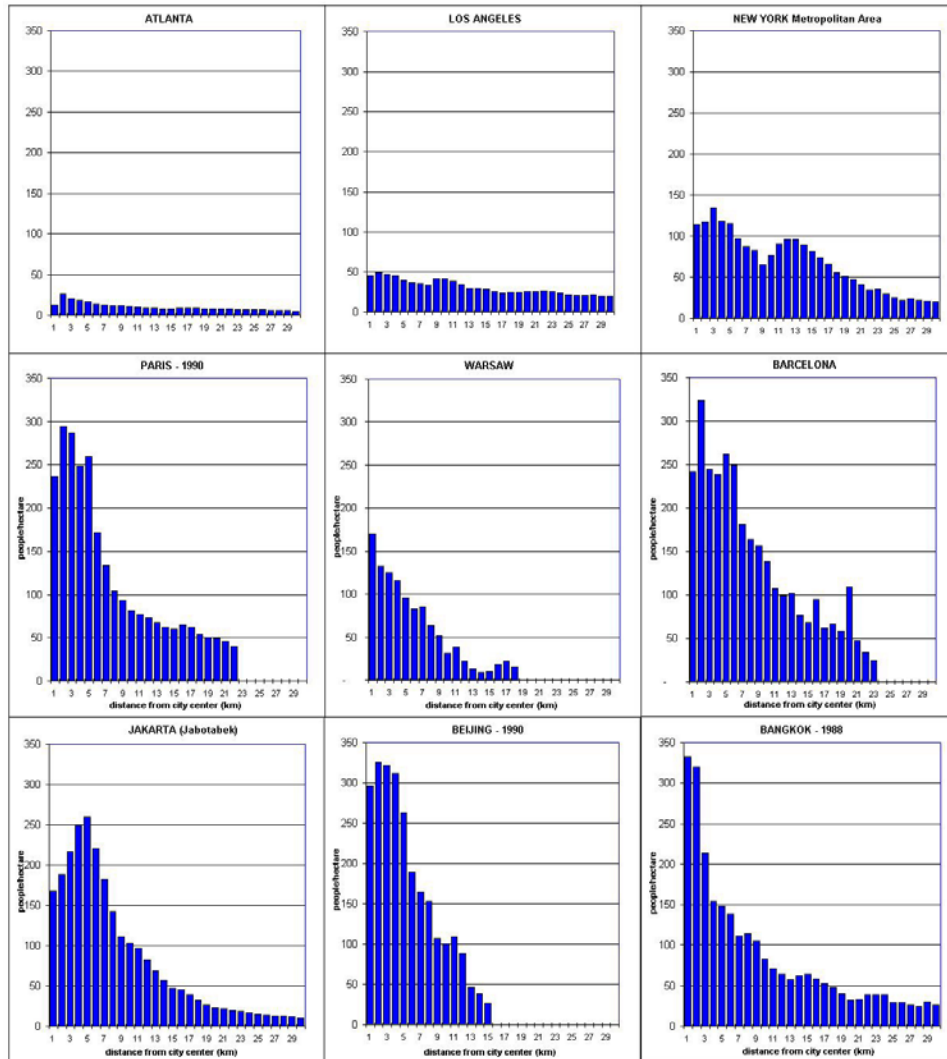 ATLANTA
350
300
250
200
150
100
50
0
1 3 5 7 9 11 13 15 17 19 21 23 25 27 29
LOS ANGELES
350
300
250
200
150
100
50
0
1 3 5 7 9 11 13 15 17 19 21 23 25 27 29
NEW YORK Metropolitan Area
350
300
250
200
150
100
50
0
1 3 5 7 9 11 13 15 17 19 21 23 25 27 29
PARIS - 1990
people/hectare
350
300
250
200
150
100
50
0
1 3 5 7 9 11 13 15 17 19 21 23 25 27 29
distance from city center (km)
WARSAW
people/hectare
350
300
250
200
150
100
50
-
1 3 5 7 9 11 13 15 17 19 21 23 25 27 29
distance from city center (km)
BARCELONA
people/hectare
350
300
250
200
150
100
50
-
1 3 5 7 9 11 13 15 17 19 21 23 25 27 29
distance from city center (km)
JAKARTA (Jabotabek)
people/hectare
350
300
250
200
150
100
50
0
1 3 5 7 9 11 13 15 17 19 21 23 25 27 29
distance from city center (km)
BEIJING - 1990
people/hectare
350
300
250
200
150
100
50
0
1 3 5 7 9 11 13 15 17 19 21 23 25 27 29
distance from city center (km)
BANGKOK - 1988
people/hectare
350
300
250
200
150
100
50
0
1 3 5 7 9 11 13 15 17 19 21 23 25 27 29
distance from city center (km)